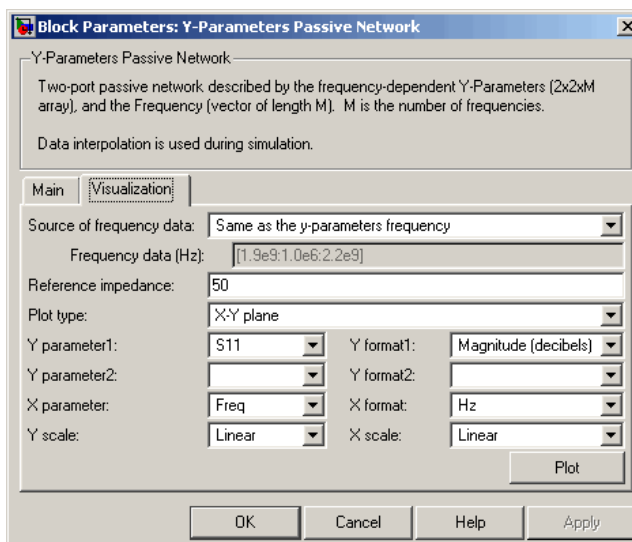 Block Parameters: Y-Parameters Passive Network
Y-Parameters Passive Network
Two-port passive network described by the frequency-dependent Y-Parameters (2x2xM
array), and the Frequency (vector of length M). M is the number of frequencies.
Data interpolation is used during simulation.
Main Visualization
Source of frequency data: Same as the y-parameters frequency
Frequency data (Hz): [1.9e9:1.0e6:2.2e9]
Reference impedance: 50
Plot type: X-Y plane
Y parameter1: S11 Y format1: Magnitude (decibels)
Y parameter2: Y format2:
X parameter: Freq X format: Hz
Y scale: Linear X scale: Linear
Plot
OK Cancel Help Apply